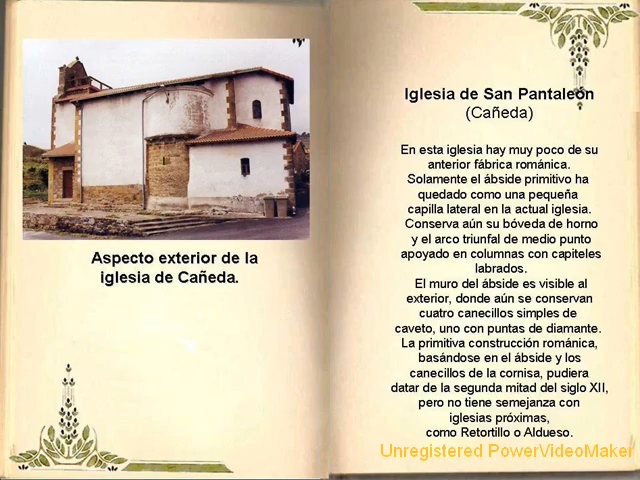 Aspecto exterior de la
iglesia de Cañeda.
Iglesia de San Pantaleón
(Cañeda)
En esta iglesia hay muy poco de su
anterior fábrica románica.
Solamente el ábside primitivo ha
quedado como una pequeña
capilla lateral en la actual iglesia.
Conserva aún su bóveda de horno
y el arco triunfal de medio punto
apoyado en columnas con capiteles
labrados.
El muro del ábside es visible al
exterior, donde aún se conservan
cuatro canecillos simples de
caveto, uno con puntas de diamante.
La primitiva construcción románica,
basándose en el ábside y los
canecillos de la cornisa, pudiera
datar de la segunda mitad del siglo XII,
pero no tiene semejanza con
iglesias próximas,
como Retortillo o Aldueso.
Unregistered PowerVideoMaker